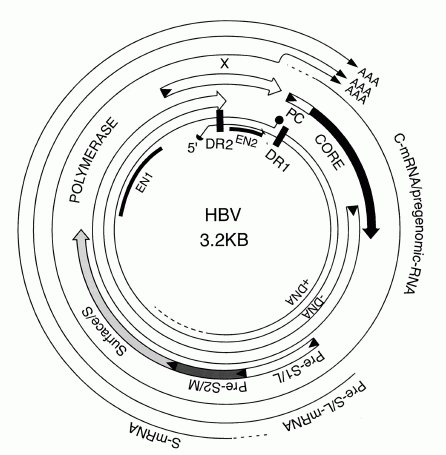 AAA
AAA
AAA
X
PC
CORE
C-mRNA/pregenomic-RNA
POLYMERASE
5'
DR2
EN2
DR1
EN1
HBV
3.2KB
+DNA
-DNA
Surface/S
Pre-S2/M
Pre-S1/L
Pre-S/L-mRNA
S-mRNA